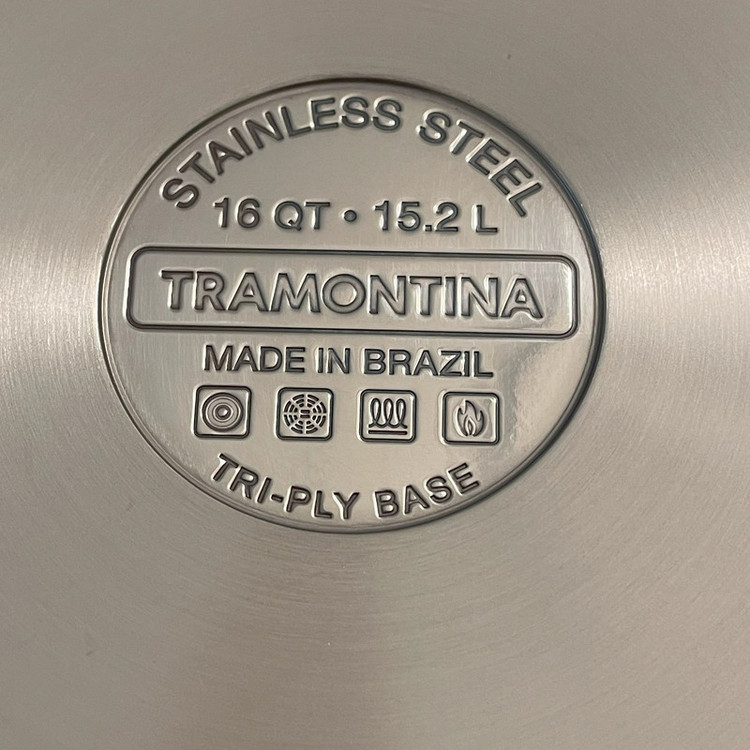 STAINLESS STEEL
16 QT • 15.2 L
TRAMONTINA
MADE IN BRAZIL
TRI-PLY BASE